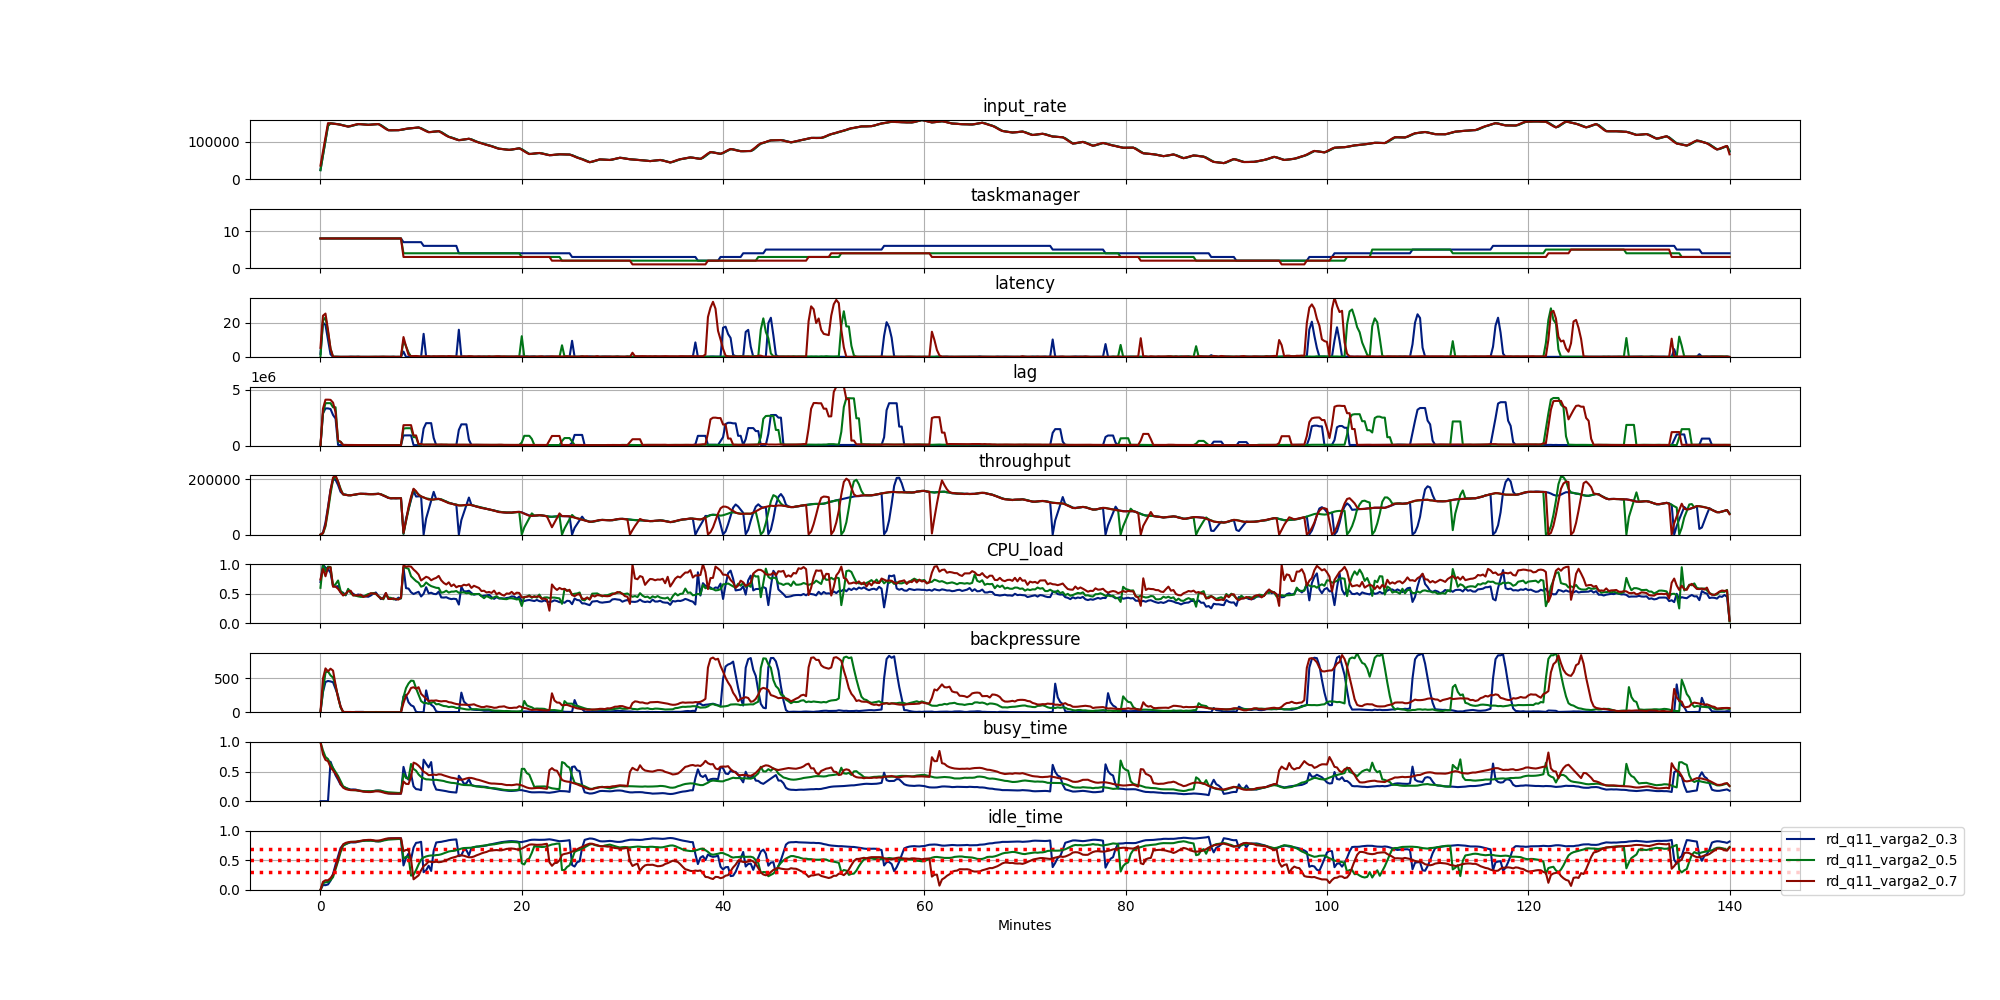 input_rate
100000
0
taskmanager
10
0
latency
20
0
lag
1e6
5
0
throughput
200000
0
CPU_load
1.0
0.5
0.0
backpressure
500
0
busy_time
1.0
0.5
0.0
idle_time
1.0
0.5
0.0
rd_q11_varga2_0.3
rd_q11_varga2_0.5
rd_q11_varga2_0.7
0 20 40 60 80 100 120 140
Minutes